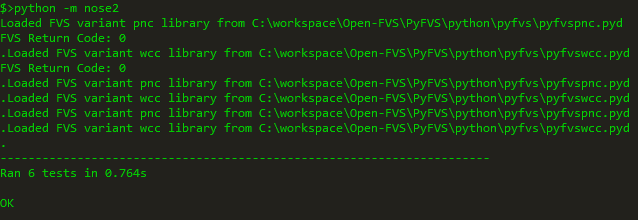 $>python -m nose2
Loaded FVS variant pnc library from C:\workspace\Open-FVS\PyFVS\python\pyfvs\pyfvspnc.pyd
FVS Return Code: 0
.Loaded FVS variant wcc library from C:\workspace\Open-FVS\PyFVS\python\pyfvs\pyfvswcc.pyd
FVS Return Code: 0
.Loaded FVS variant pnc library from C:\workspace\Open-FVS\PyFVS\python\pyfvs\pyfvspnc.pyd
.Loaded FVS variant wcc library from C:\workspace\Open-FVS\PyFVS\python\pyfvs\pyfvswcc.pyd
.Loaded FVS variant pnc library from C:\workspace\Open-FVS\PyFVS\python\pyfvs\pyfvspnc.pyd
.Loaded FVS variant wcc library from C:\workspace\Open-FVS\PyFVS\python\pyfvs\pyfvswcc.pyd
.
----------------------------------------------------------------------
Ran 6 tests in 0.764s
OK